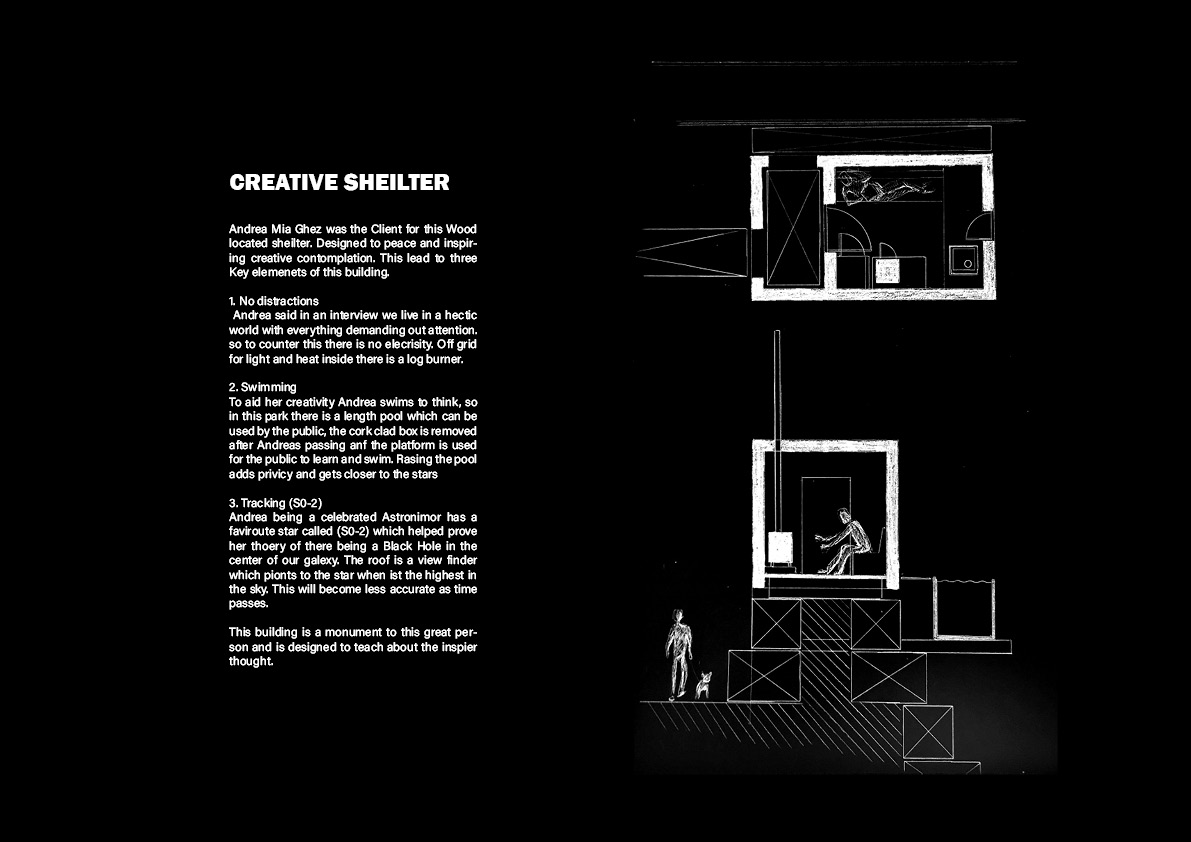 CREATIVE SHEILTER
Andrea Mia Ghez was the Client for this Wood
located sheilter. Designed to peace and inspir-
ing creative contomplation. This lead to three
Key elemenets of this building.
1. No distractions
Andrea said in an interview we live in a hectic
world with everything demanding out attention.
so to counter this there is no elecrisity. Off grid
for light and heat inside there is a log burner.
2. Swimming
To aid her creativity Andrea swims to think, so
in this park there is a length pool which can be
used by the public, the cork clad box is removed
after Andreas passing anf the platform is used
for the public to learn and swim. Rasing the pool
adds privicy and gets closer to the stars
3. Tracking (S0-2)
Andrea being a celebrated Astronimor has a
faviroute star called (S0-2) which helped prove
her thoery of there being a Black Hole in the
center of our galexy. The roof is a view finder
which pionts to the star when ist the highest in
the sky. This will become less accurate as time
passes.
This building is a monument to this great per-
son and is designed to teach about the inspier
thought.